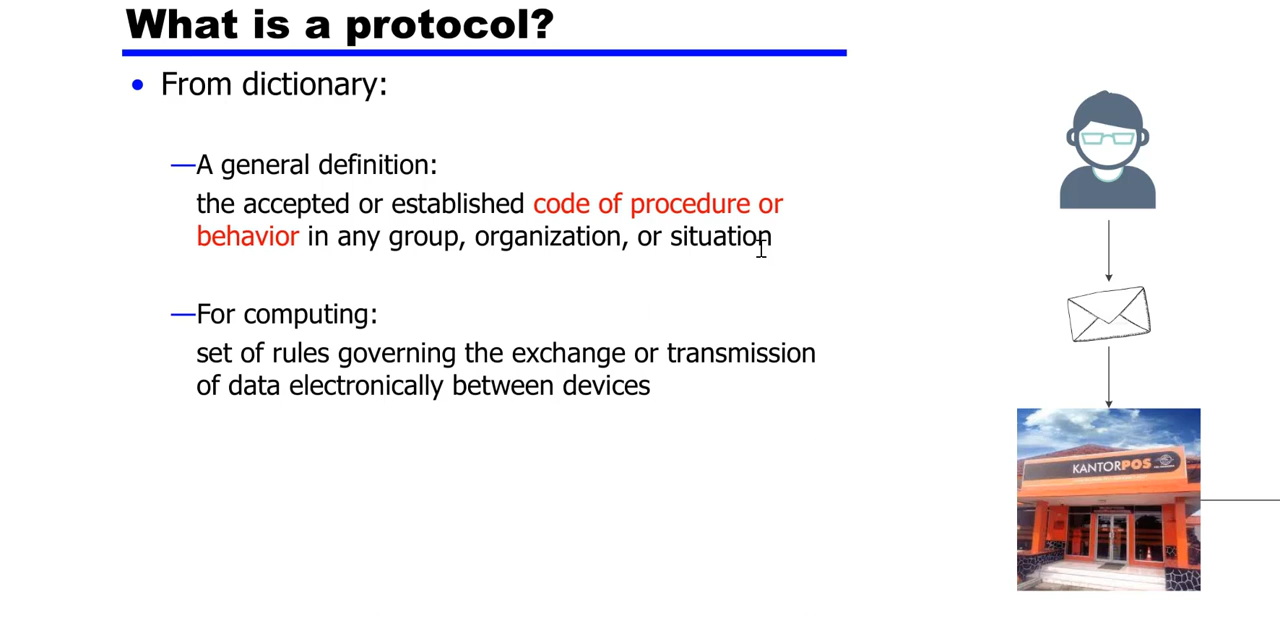 What is a protocol?
• From dictionary:
—A general definition:
the accepted or established code of procedure or
behavior in any group, organization, or situation
—For computing:
set of rules governing the exchange or transmission
of data electronically between devices
KANTORPOS